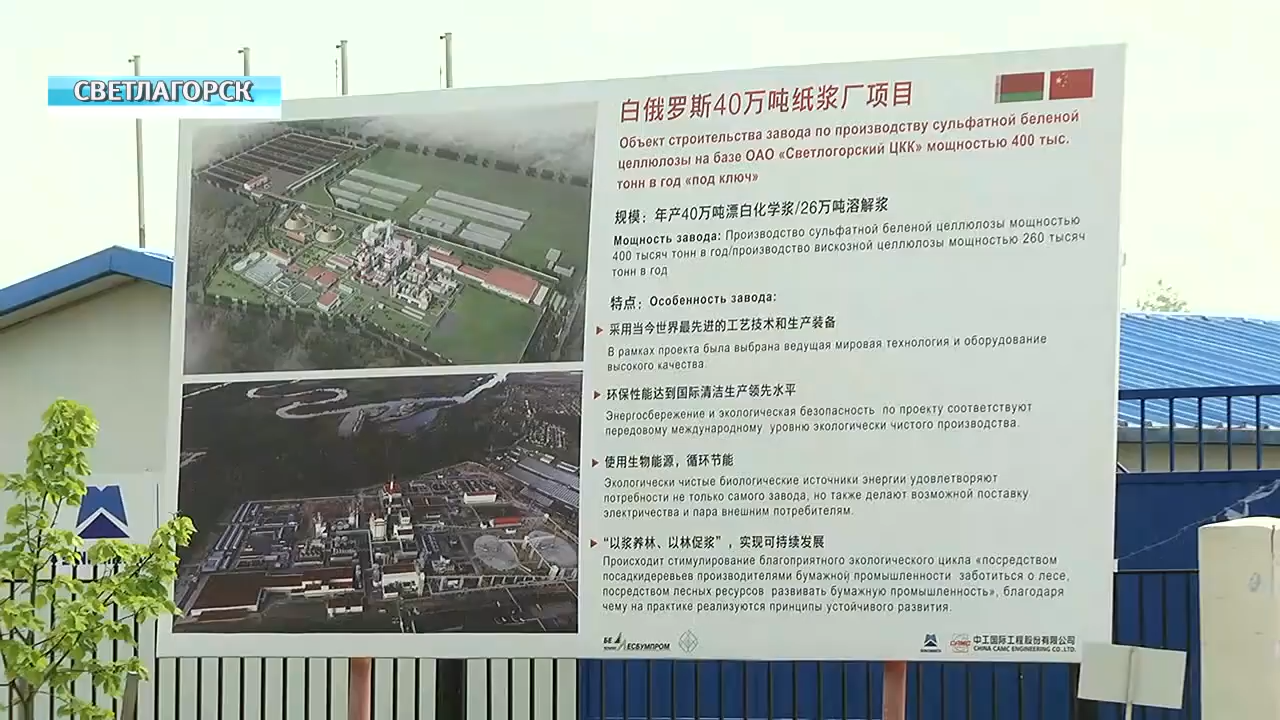 СВЕТЛАГОРСК
白俄罗斯40万吨纸浆厂项目
Объект строительства завода по производству сульфатной беленой
целлюлозы на базе ОАО «Светлогорский ЦКК» мощностью 400 тыс.
тонн в год «под ключ»
规模：年产40万吨漂白化学浆/26万吨溶解浆
Мощность завода: Производство сульфатной беленой целлюлозы мощностью
400 тысяч тонн в год/производство вискозной целлюлозы мощностью 260 тысяч
тонн в год
特点：Особенность завода:
采用当今世界最先进的工艺技术和生产装备
В рамках проекта была выбрана ведущая мировая технология и оборудование
высокого качества.
环保性能达到国际清洁生产领先水平
Энергосбережение и экологическая безопасность по проекту соответствуют
передовому международному уровню экологически чистого производства.
使用生物能源，循环节能
Экологически чистые биологические источники энергии удовлетворяют
потребности не только самого завода, но также делают возможной поставку
электричества и пара внешним потребителям.
“以浆养林、以林促浆”，实现可持续发展
Происходит стимулирование благоприятного экологического цикла «посредством
посадкидеревьев производителями бумажной промышленности заботиться о лесе,
посредством лесных ресурсов развивать бумажную промышленность», благодаря
чему на практике реализуются принципы устойчивого развития.
БЕ ЛЕСБУМПРОМ
CAMC 中工国际工程股份有限公司
CHINA CAMC ENGINEERING CO.,LTD.